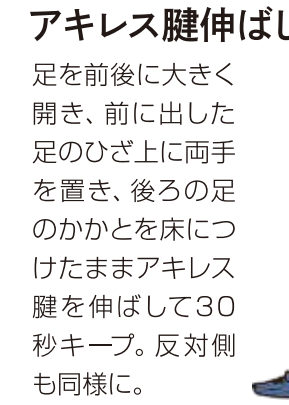 アキレス腱伸ばし
足を前後に大きく
開き、前に出した
足のひざ上に両手
を置き、後ろの足
のかかとを床につ
けたままアキレス
腱を伸ばして30
秒キープ。反対側
も同様に。